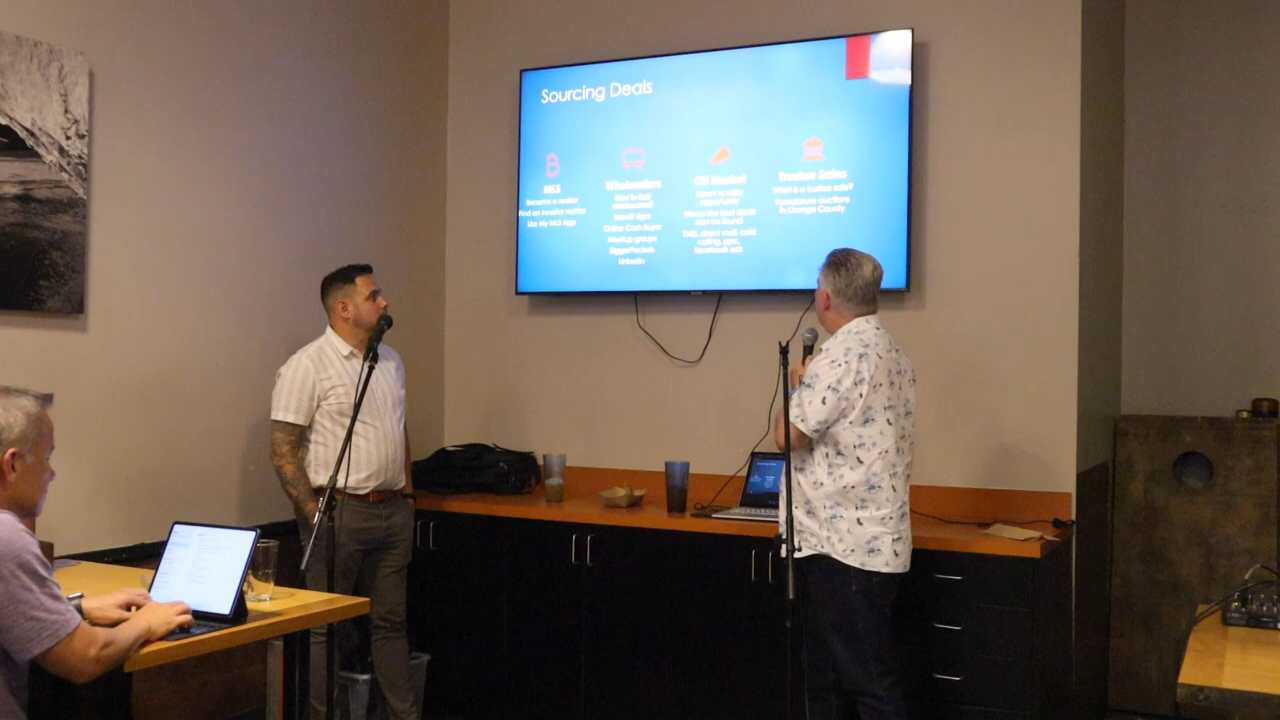 Sourcing Deals
MLS
Become a realtor
Find an investor realtor
Use My MLS App
Wholesalers
How to find
wholesalers?
Bandit signs
Online Cash Buyer
Meetup groups
BiggerPockets
LinkedIn
Off Market
Direct to seller
opportunity
Where the best deals
can be found
D4D, direct mail, cold
calling, ppc,
facebook ads
Trustee Sales
What is a trustee sale?
Foreclosure auctions
in Orange County